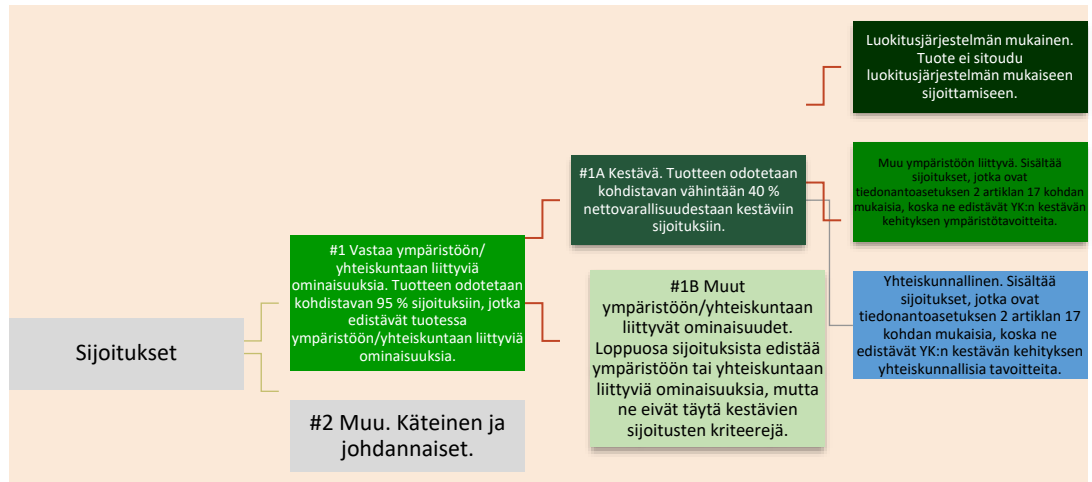 Sijoitukset
#1 Vastaa ympäristöön/
yhteiskuntaan liittyviä
ominaisuuksia. Tuotteen odotetaan
kohdistavan 95 % sijoituksiin, jotka
edistävät tuotessa
ympäristöön/yhteiskuntaan liittyviä
ominaisuuksia.
#2 Muu. Käteinen ja
johdannaiset.
#1A Kestävä. Tuotteen odotetaan
kohdistavan vähintään 40 %
nettovarallisuudestaan kestäviin
sijoituksiin.
#1B Muut
ympäristöön/yhteiskuntaan
liittyvät ominaisuudet.
Loppuosa sijoituksista edistää
ympäristöön tai yhteiskuntaan
liittyviä ominaisuuksia, mutta
ne eivät täytä kestävien
sijoitusten kriteerejä.
Luokitusjärjestelmän mukainen.
Tuote ei sitoudu
luokitusjärjestelmän mukaiseen
sijoittamiseen.
Muu ympäristöön liittyvä. Sisältää
sijoitukset, jotka ovat
tiedonantoasetuksen 2 artiklan 17 kohdan
mukaisia, koska ne edistävät YK:n kestävän
kehityksen ympäristötavoitteita.
Yhteiskunnallinen. Sisältää
sijoitukset, jotka ovat
tiedonantoasetuksen 2 artiklan 17
kohdan mukaisia, koska ne
edistävät YK:n kestävän kehityksen
yhteiskunnallisia tavoitteita.